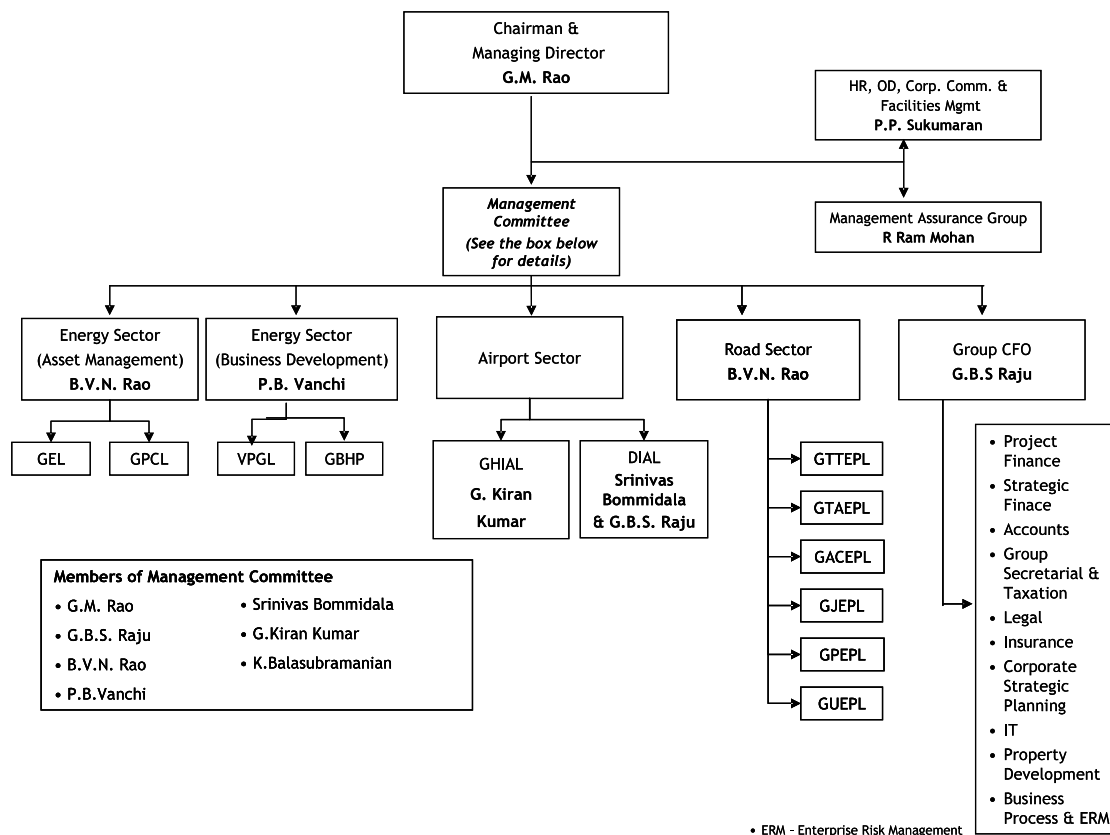 Chairman &
Managing Director
G.M. Rao
HR, OD, Corp. Comm. &
Facilities Mgmt
P.P. Sukumaran
Management
Committee
(See the box below
for details)
Management Assurance Group
R Ram Mohan
Energy Sector
(Asset Management)
B.V.N. Rao
Energy Sector
(Business Development)
P.B. Vanchi
Airport Sector
Road Sector
B.V.N. Rao
Group CFO
G.B.S Raju
GEL
GPCL
VPGL
GBHP
GHIAL
G. Kiran
Kumar
DIAL
Srinivas
Bommidala
& G.B.S. Raju
GTTEPL
GTAEPL
GACEPL
GJEPL
GPEPL
GUEPL
• Project
Finance
• Strategic
Finace
• Accounts
• Group
Secretarial &
Taxation
• Legal
• Insurance
• Corporate
Strategic
Planning
• IT
• Property
Development
• Business
Process & ERM
Members of Management Committee
• G.M. Rao
• G.B.S. Raju
• B.V.N. Rao
• P.B.Vanchi
• Srinivas Bommidala
• G.Kiran Kumar
• K.Balasubramanian
• ERM - Enterprise Risk Management